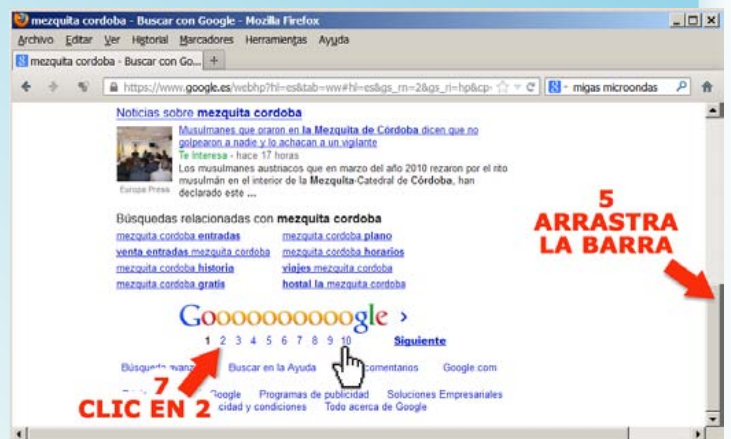 mezquita cordoba - Buscar con Google - Mozilla Firefox
Archivo Editar Ver Historial Marcadores Herramientas Ayuda
mezquita cordoba - Buscar con Go... +
https://www.google.es/webhp?hl=es&tab=ww#hl=es&gs_rn=2&gs_ri=hp&cp- migas microondas
Noticias sobre mezquita cordoba
Musulmanes que oraron en la Mezquita de Córdoba dicen que no
golpearon a nadie y lo achacan a un vigilante
Te interesa - hace 17 horas
Los musulmanes austriacos que en marzo del año 2010 rezaron por el rito
musulmán en el interior de la Mezquita-Catedral de Córdoba, han
declarado este ...
Europa Press
5
ARRASTRA
LA BARRA
Búsquedas relacionadas con mezquita cordoba
mezquita cordoba entradas mezquita cordoba plano
venta entradas mezquita cordoba mezquita cordoba horarios
mezquita cordoba historia viajes mezquita cordoba
mezquita cordoba gratis hostal la mezquita cordoba
Goooooooooogle >
1 2 3 4 5 6 7 8 9 10 Siguiente
Búsqueda Buscar en la Ayuda comentarios Google com
Google Programas de publicidad Soluciones Empresariales
y condiciones Todo acerca de Google
7
CLIC EN 2